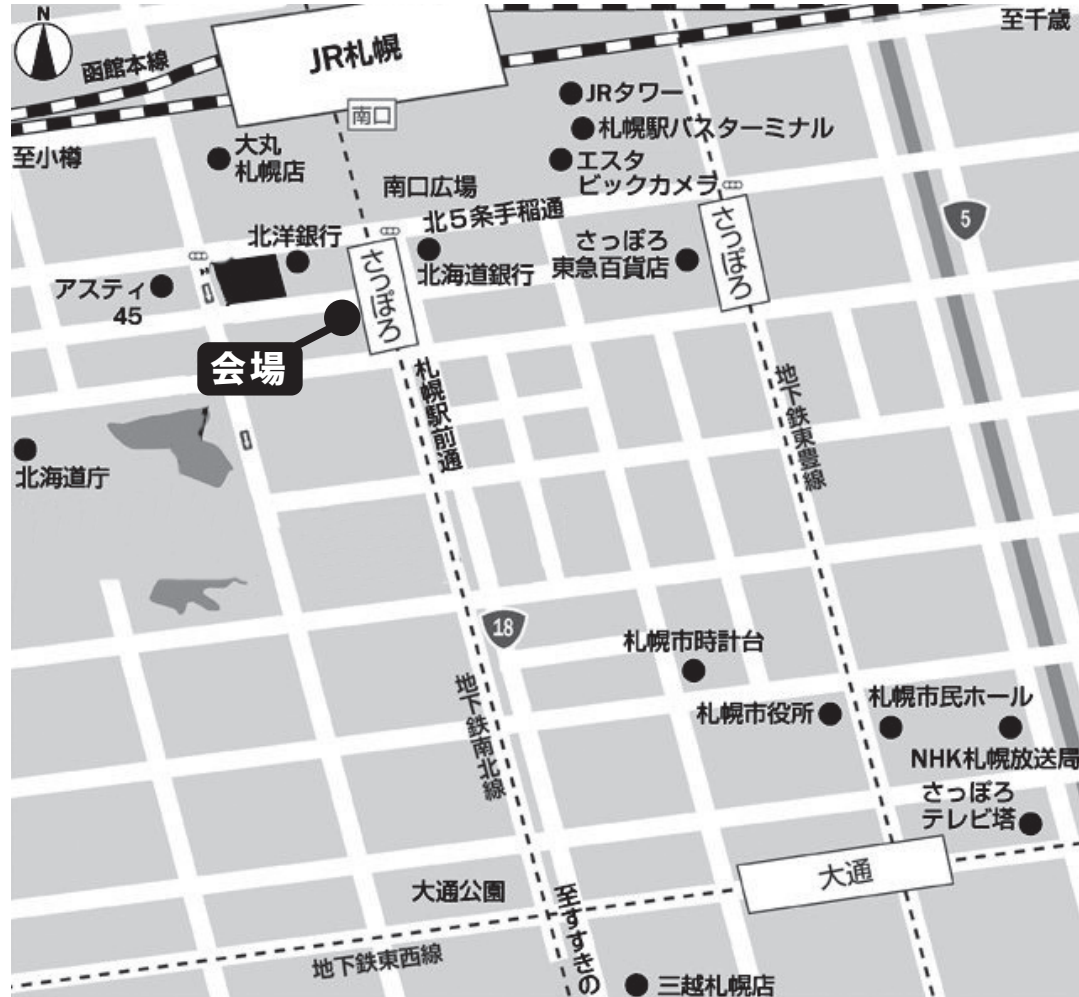 N
至千歳
函館本線
JR札幌
南口
JRタワー
札幌駅バスターミナル
至小樽
大丸
札幌店
エスタ
ビックカメラ
南口広場
北5条手稲通
北洋銀行
北海道銀行
さっぽろ
さっぽろ
東急百貨店
さっぽろ
5
アスティ
45
会場
札幌駅前通
地下鉄東豊線
北海道庁
18
札幌市時計台
札幌市役所
札幌市民ホール
NHK札幌放送局
さっぽろ
テレビ塔
地下鉄南北線
大通
大通公園
至すすきの
地下鉄東西線
三越札幌店